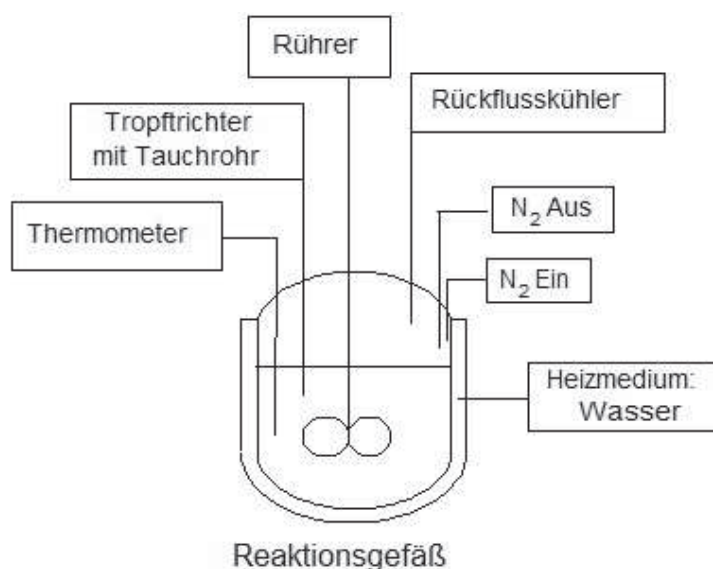 Rührer
Rückflusskühler
Tropftrichter
mit Tauchrohr
N2 Aus
Thermometer
N2 Ein
Heizmedium:
Wasser
Reaktionsgefäß